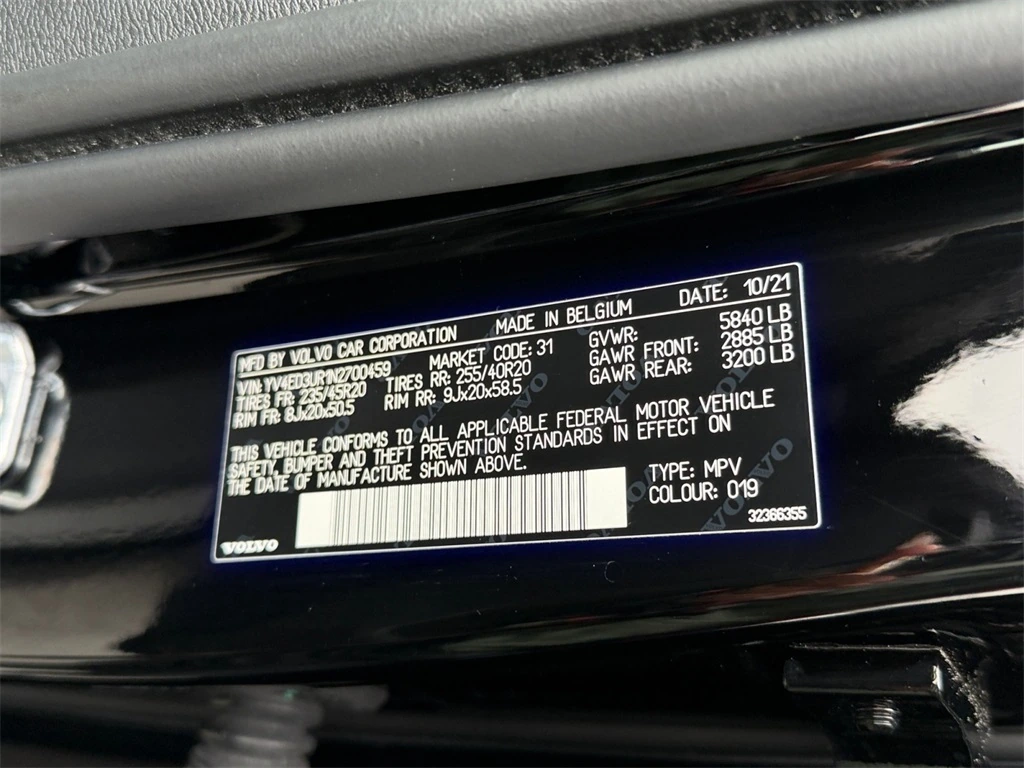 MFD BY VOLVO CAR CORPORATION MADE IN BELGIUM DATE: 10/21
VIN: YV4ED3UR1N2700459 MARKET CODE: 31 GVWR: 5840 LB
TIRES FR: 235/45R20 TIRES RR: 255/40R20 GAWR FRONT: 2885 LB
RIM FR: 8Jx20x50.5 RIM RR: 9Jx20x58.5 GAWR REAR: 3200 LB
THIS VEHICLE CONFORMS TO ALL APPLICABLE FEDERAL MOTOR VEHICLE
SAFETY, BUMPER AND THEFT PREVENTION STANDARDS IN EFFECT ON
THE DATE OF MANUFACTURE SHOWN ABOVE.
TYPE: MPV
COLOUR: 019
VOLVO 32366355